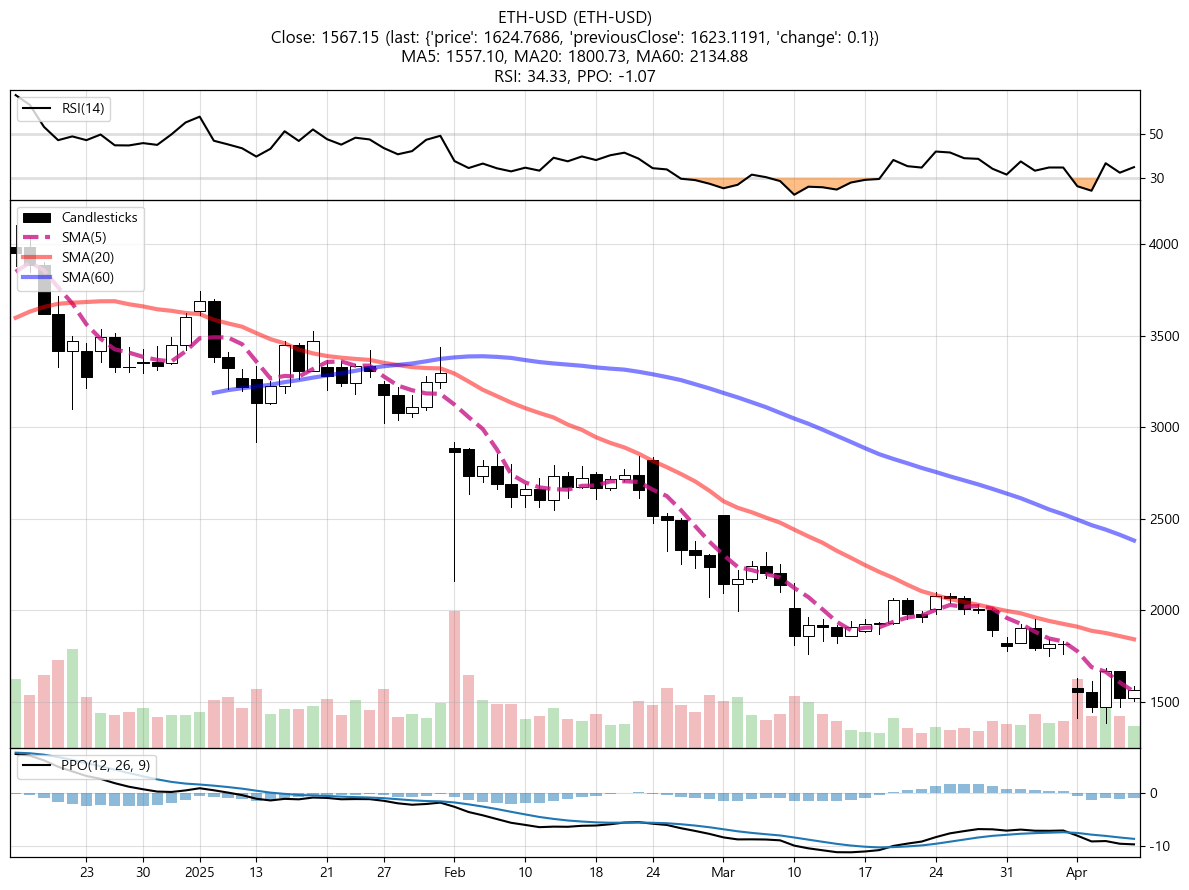 ETH-USD (ETH-USD)
Close: 1567.15 (last: {'price': 1624.7686, 'previousClose': 1623.1191, 'change': 0.1})
MA5: 1557.10, MA20: 1800.73, MA60: 2134.88
RSI: 34.33, PPO: -1.07
RSI(14)
50
30
Candlesticks
SMA(5)
SMA(20)
SMA(60)
4000
3500
3000
2500
2000
1500
PPO(12, 26, 9)
0
-10
23 30 2025 13 21 27 Feb 10 18 24 Mar 10 17 24 31 Apr